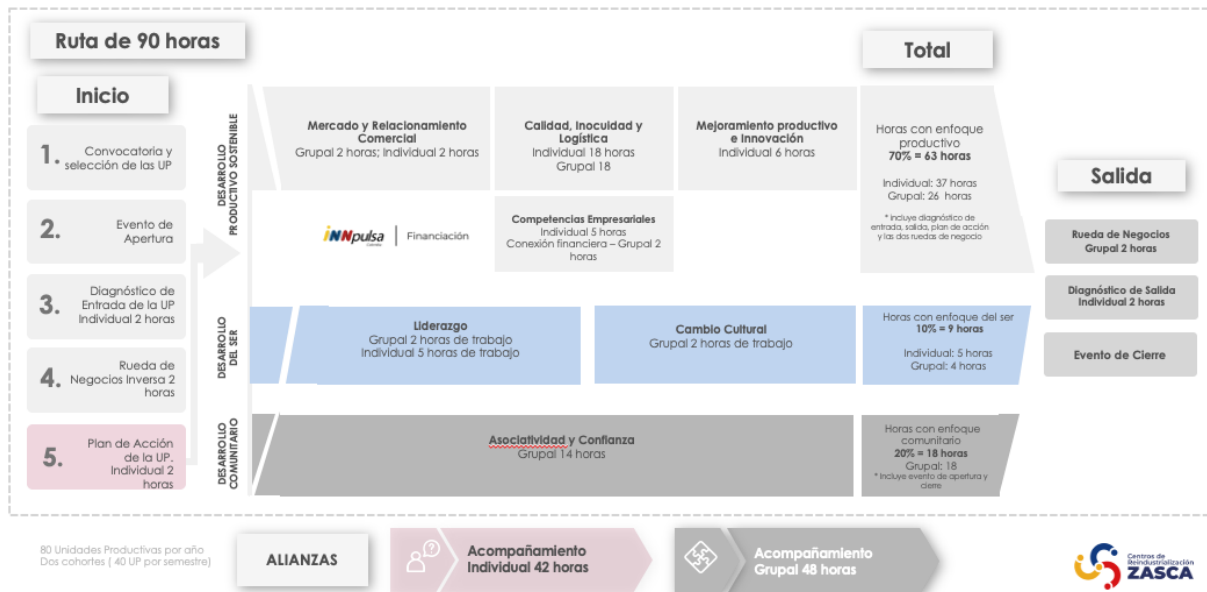 Ruta de 90 horas
Inicio
1. Convocatoria y
selección de las UP
2. Evento de
Apertura
3. Diagnóstico de
Entrada de la UP
Individual 2 horas
4. Rueda de
Negocios Inversa 2
horas
5. Plan de Acción
de la UP.
Individual 2
horas
DESARROLLO
PRODUCTIVO SOSTENIBLE
Mercado y Relacionamiento
Comercial
Grupal 2 horas; Individual 2 horas
Calidad, Inocuidad y
Logística
Individual 18 horas
Grupal 18
Mejoramiento productivo
e Innovación
Individual 6 horas
iNNpulsa
Colombia
Financiación
Competencias Empresariales
Individual 5 horas
Conexión financiera – Grupal 2
horas
Total
Horas con enfoque
productivo
70% = 63 horas
Individual: 37 horas
Grupal: 26 horas
* Incluye diagnóstico de
entrada, salida, plan de acción
y las dos ruedas de negocio
DESARROLLO
DEL SER
Liderazgo
Grupal 2 horas de trabajo
Individual 5 horas de trabajo
Cambio Cultural
Grupal 2 horas de trabajo
Horas con enfoque del ser
10% = 9 horas
Individual: 5 horas
Grupal: 4 horas
DESARROLLO
COMUNITARIO
Asociatividad y Confianza
Grupal 14 horas
Horas con enfoque
comunitario
20% = 18 horas
Grupal: 18
* Incluye evento de apertura y
cierre
Salida
Rueda de Negocios
Grupal 2 horas
Diagnóstico de Salida
Individual 2 horas
Evento de Cierre
80 Unidades Productivas por año
Dos cohortes ( 40 UP por semestre)
ALIANZAS
Acompañamiento
Individual 42 horas
Acompañamiento
Grupal 48 horas
Centros de
Reindustrialización
ZASCA